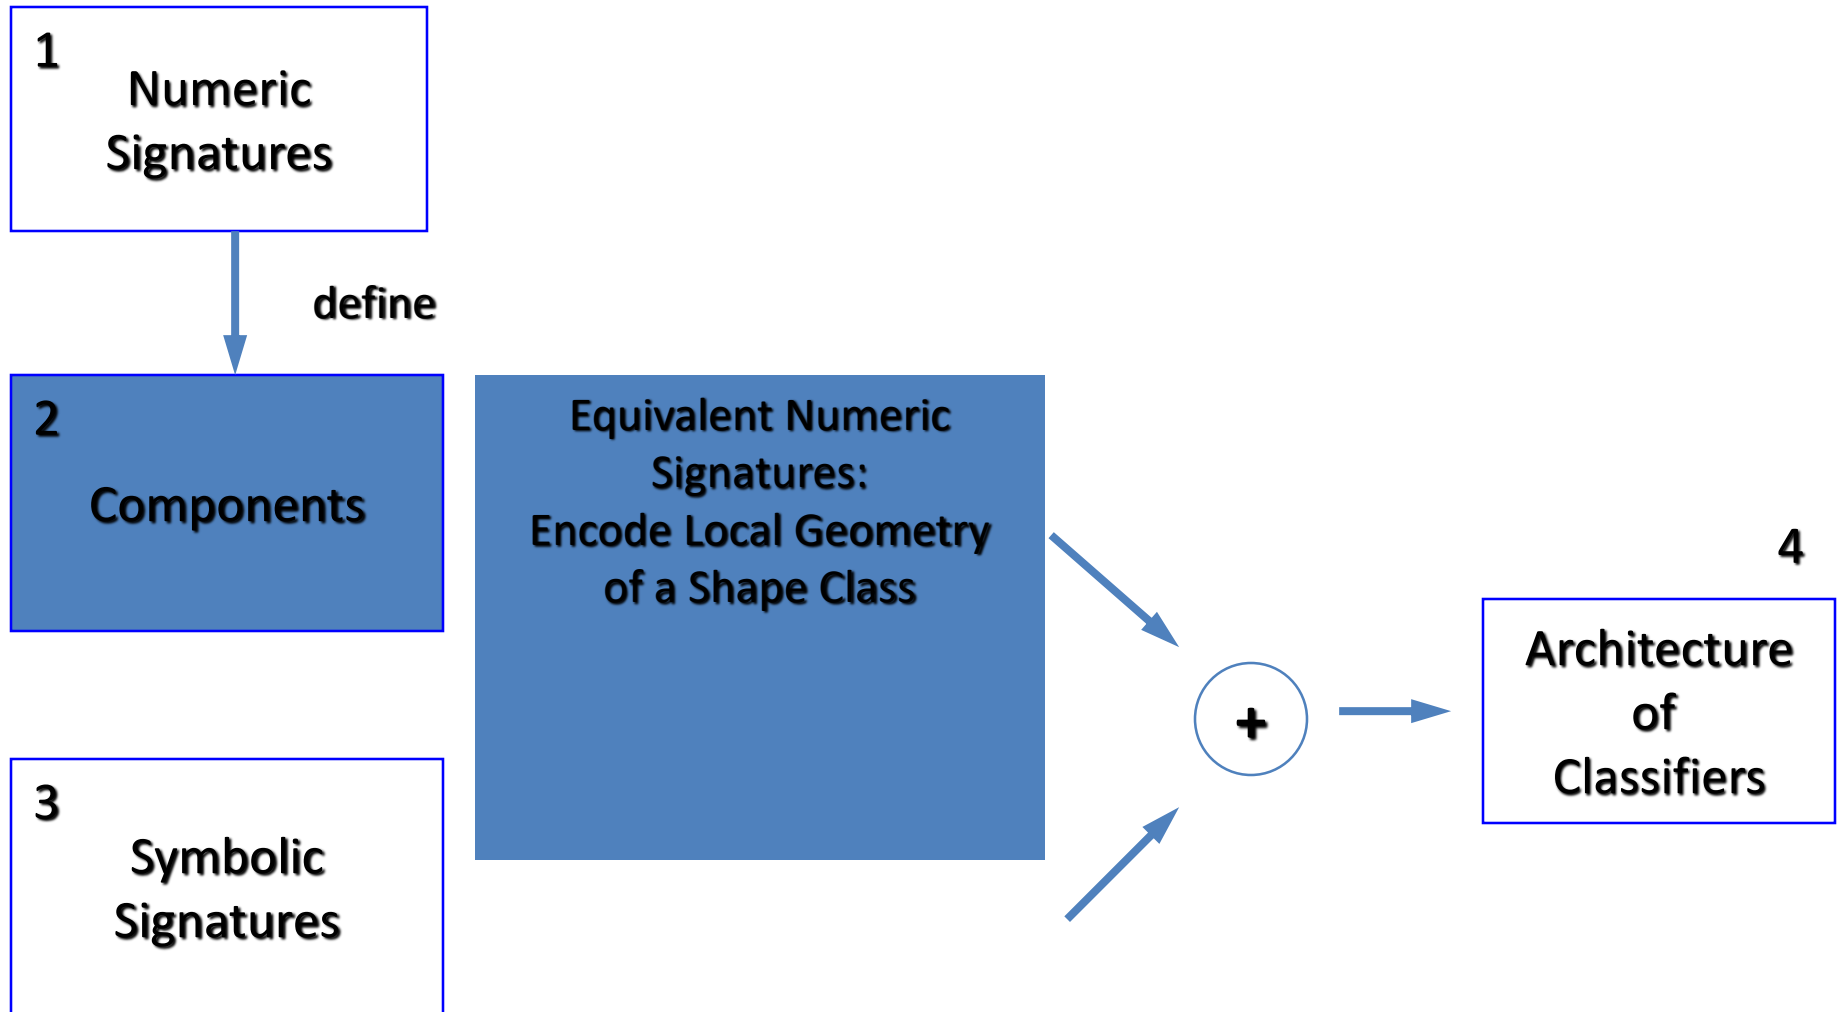 1
Numeric
Signatures
define
2
Components
Equivalent Numeric
Signatures:
Encode Local Geometry
of a Shape Class
3
Symbolic
Signatures
+
4
Architecture
of
Classifiers